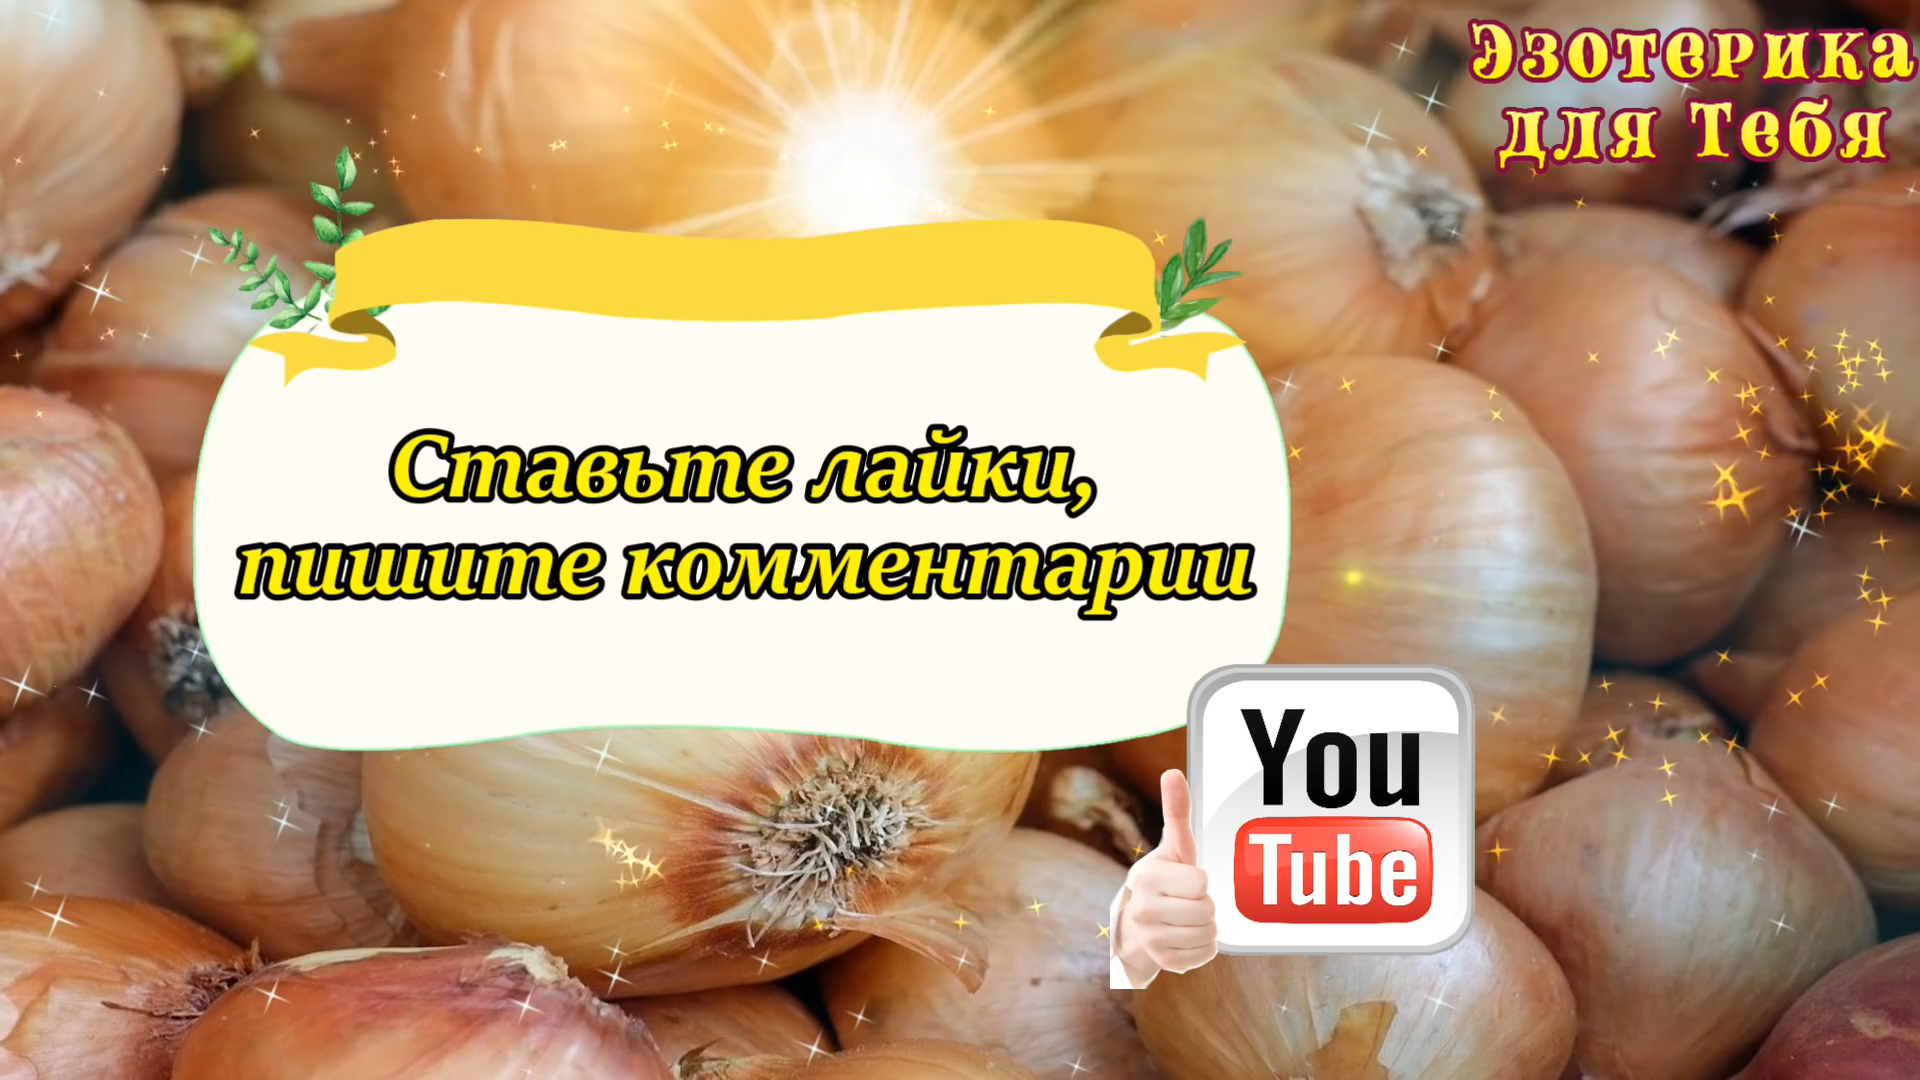 Эзотерика
для Тебя
Ставьте лайки,
пишите комментарии
You
Tube